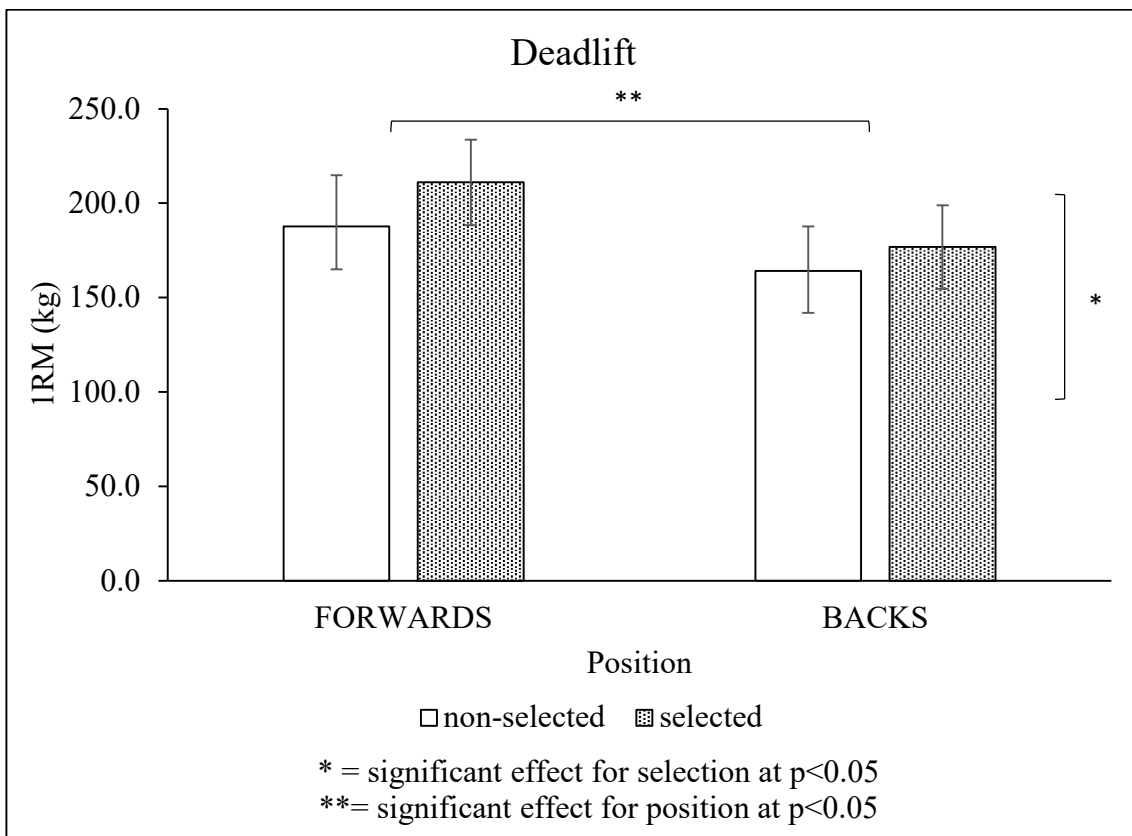 Deadlift
**
250.0
200.0
150.0
100.0
50.0
0.0
1RM (kg)
*
FORWARDS BACKS
Position
non-selected selected
* = significant effect for selection at p<0.05
**= significant effect for position at p<0.05